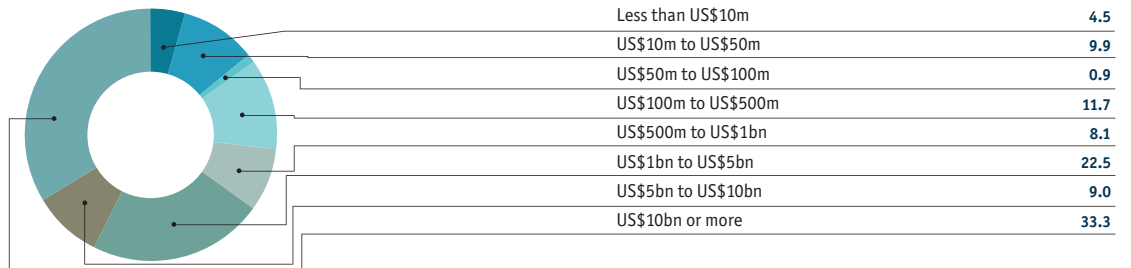 Less than US$10m 4.5
US$10m to US$50m 9.9
US$50m to US$100m 0.9
US$100m to US$500m 11.7
US$500m to US$1bn 8.1
US$1bn to US$5bn 22.5
US$5bn to US$10bn 9.0
US$10bn or more 33.3